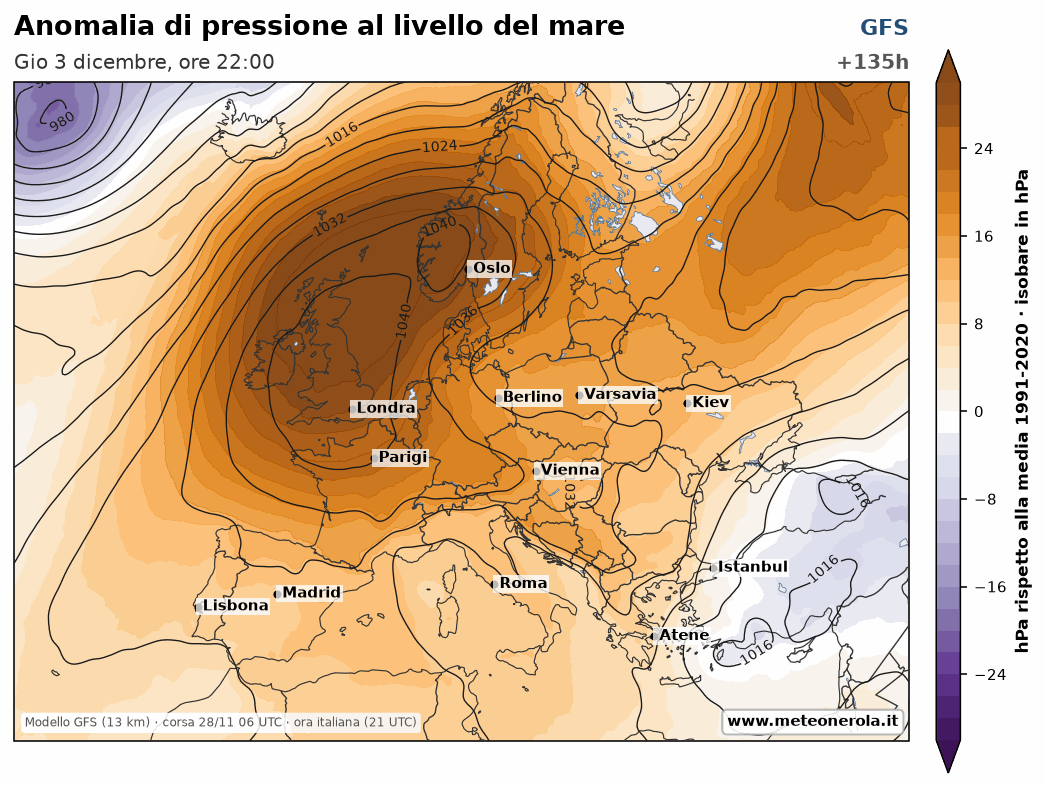 Anomalia di pressione al livello del mare
GFS
Gio 3 dicembre, ore 22:00
+135h
980
1016
1024
1032
1040
Oslo
1040
1036
Londra
Berlino
Varsavia
Kiev
Parigi
Vienna
1032
1016
Istanbul
1016
Lisbona
Madrid
Roma
Atene
1016
Modello GFS (13 km) · corsa 28/11 06 UTC · ora italiana (21 UTC)
www.meteonerola.it
24
16
8
0
−8
−16
−24
hPa rispetto alla media 1991-2020 · isobare in hPa